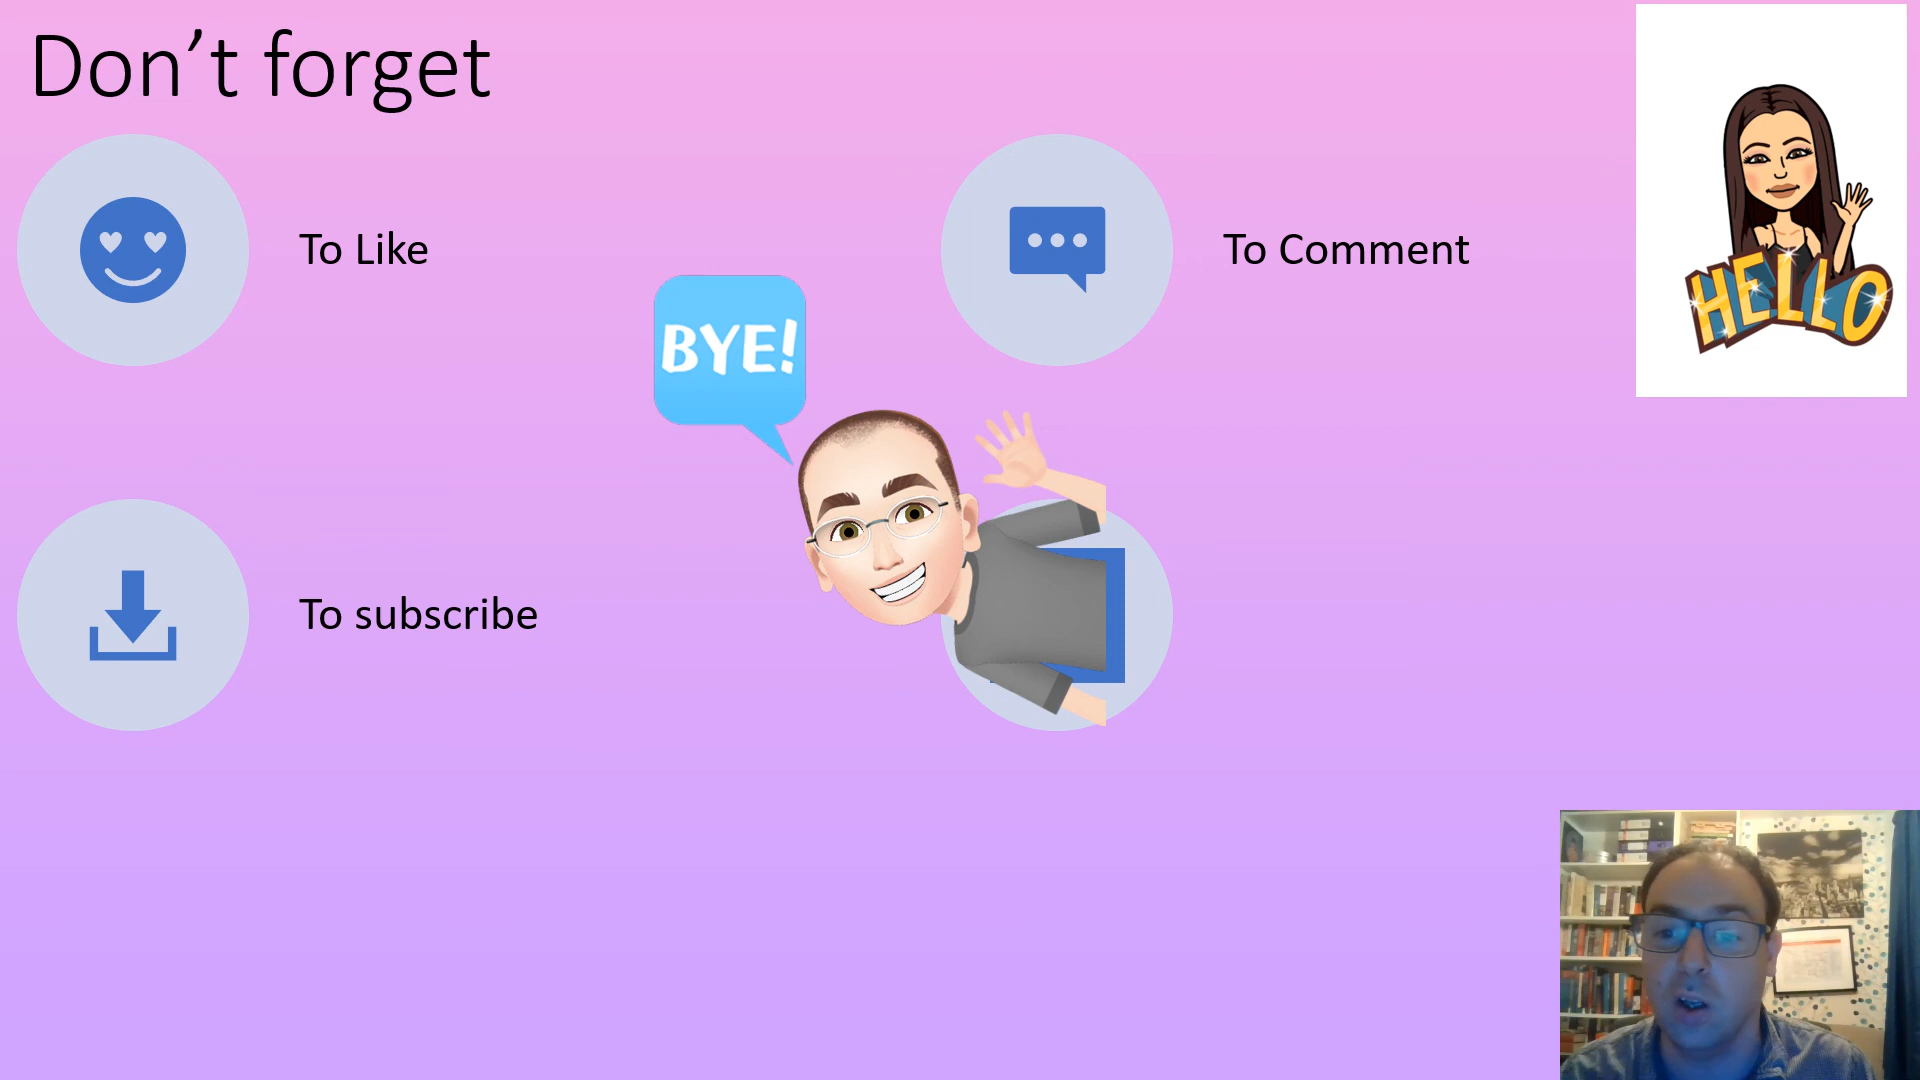 Don’t forget
To Like
To Comment
HELLO
BYE!
To subscribe